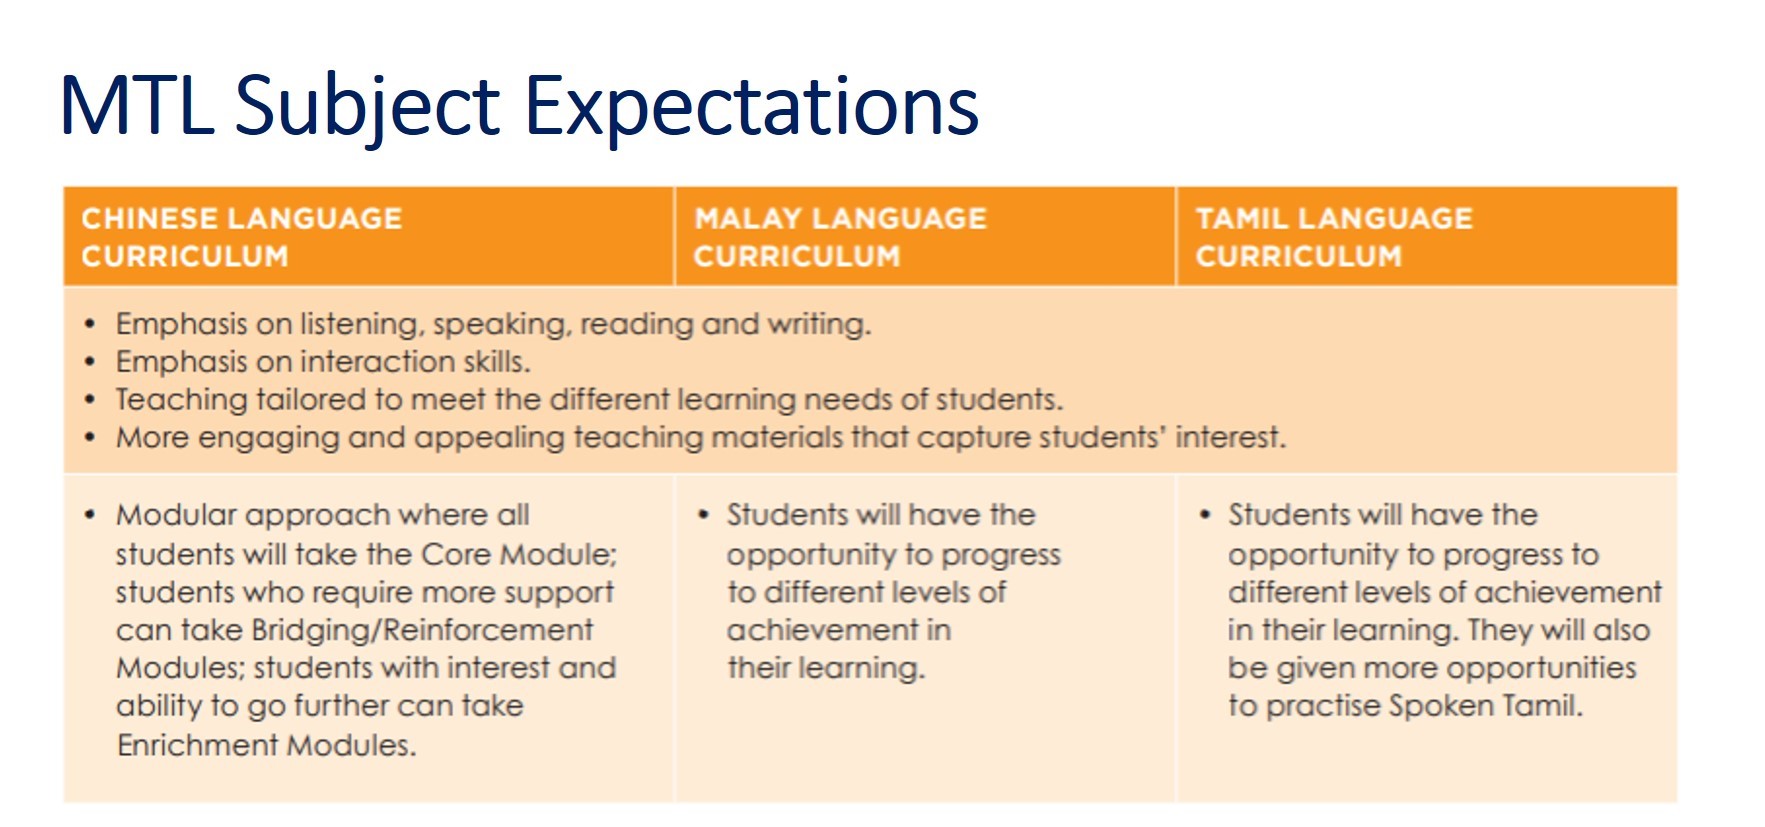 MTL Subject Expectations
CHINESE LANGUAGE
CURRICULUM
MALAY LANGUAGE
CURRICULUM
TAMIL LANGUAGE
CURRICULUM
• Emphasis on listening, speaking, reading and writing.
• Emphasis on interaction skills.
• Teaching tailored to meet the different learning needs of students.
• More engaging and appealing teaching materials that capture students’ interest.
• Modular approach where all
students will take the Core Module;
students who require more support
can take Bridging/Reinforcement
Modules; students with interest and
ability to go further can take
Enrichment Modules.
• Students will have the
opportunity to progress
to different levels of
achievement in
their learning.
• Students will have the
opportunity to progress to
different levels of achievement
in their learning. They will also
be given more opportunities
to practise Spoken Tamil.